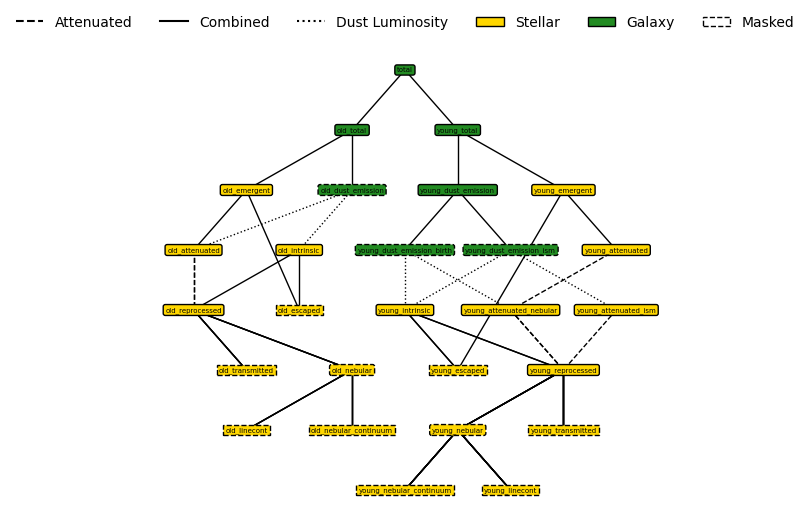 Attenuated Combined Dust Luminosity Stellar Galaxy Masked
total
old_total young_total
old_emergent old_dust_emission young_dust_emission young_emergent
old_attenuated old_intrinsic young_dust_emission_birth young_dust_emission_ism young_attenuated
old_reprocessed old_escaped young_intrinsic young_attenuated_nebular young_attenuated_ism
old_transmitted old_nebular young_escaped young_reprocessed
old_linecont old_nebular_continuum young_nebular young_transmitted
young_nebular_continuum young_linecont